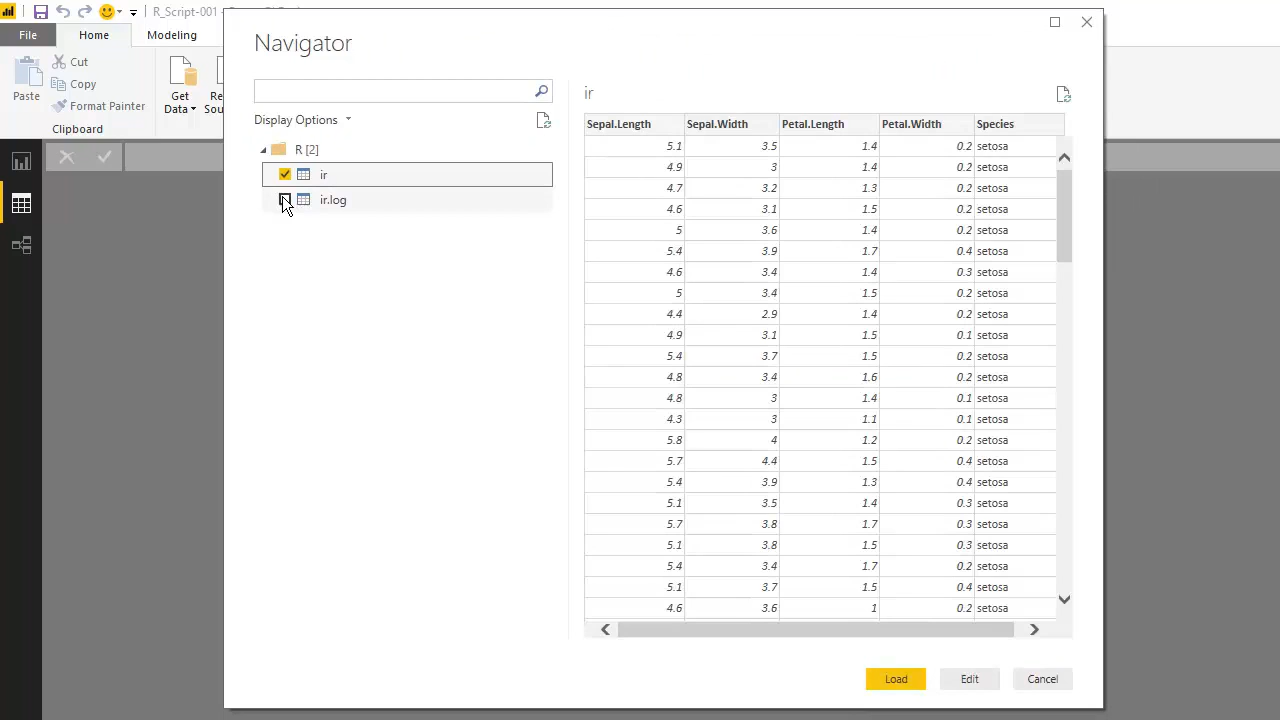 R_Script-001 -
File
Home
Modeling
Paste
Cut
Copy
Format Painter
Clipboard
Get
Data
Navigator
Display Options
R [2]
ir
ir.log
ir
Sepal.Length Sepal.Width Petal.Length Petal.Width Species
5.1 3.5 1.4 0.2 setosa
4.9 3 1.4 0.2 setosa
4.7 3.2 1.3 0.2 setosa
4.6 3.1 1.5 0.2 setosa
5 3.6 1.4 0.2 setosa
5.4 3.9 1.7 0.4 setosa
4.6 3.4 1.4 0.3 setosa
5 3.4 1.5 0.2 setosa
4.4 2.9 1.4 0.2 setosa
4.9 3.1 1.5 0.1 setosa
5.4 3.7 1.5 0.2 setosa
4.8 3.4 1.6 0.2 setosa
4.8 3 1.4 0.1 setosa
4.3 3 1.1 0.1 setosa
5.8 4 1.2 0.2 setosa
5.7 4.4 1.5 0.4 setosa
5.4 3.9 1.3 0.4 setosa
5.1 3.5 1.4 0.3 setosa
5.7 3.8 1.7 0.3 setosa
5.1 3.8 1.5 0.3 setosa
5.4 3.4 1.7 0.2 setosa
5.1 3.7 1.5 0.4 setosa
4.6 3.6 1 0.2 setosa
Load
Edit
Cancel